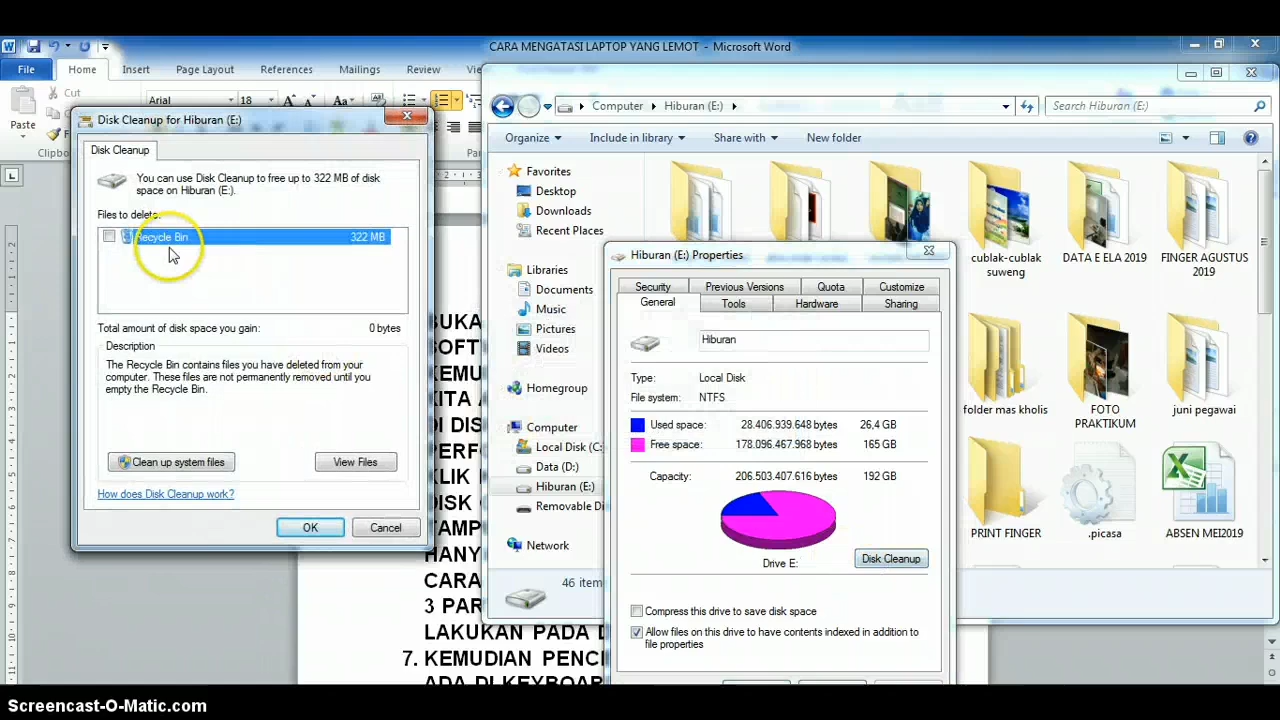 CARA MENGATASI LAPTOP YANG LEMOT - Microsoft Word
File
Home
Insert
Page Layout
References
Mailings
Review
Cut
Paste
Arial
18
Disk Cleanup for Hiburan (E:)
Disk Cleanup
You can use Disk Cleanup to free up to 322 MB of disk
space on Hiburan (E:).
Files to delete:
Recycle Bin 322 MB
Total amount of disk space you gain: 0 bytes
Description
The Recycle Bin contains files you have deleted from your
computer. These files are not permanently removed until you
empty the Recycle Bin.
Clean up system files
View Files
How does Disk Cleanup work?
OK
Cancel
BUKA
SOFT
KEMU
KITA
DI DIS
PERF
KLIK
DISK
TAMP
HANY
CARA
3 PAR
LAKUKAN PADA
7. KEMUDIAN PENCI
ADA DI KEYBOAR
Computer
Hiburan (E:)
Search Hiburan (E:)
Organize
Include in library
Share with
New folder
Favorites
Desktop
Downloads
Recent Places
Libraries
Documents
Music
Pictures
Videos
Homegroup
Computer
Local Disk (C:
Data (D:)
Hiburan (E:)
Removable Di
Network
46 item
cublak-cublak
suweng
DATA E ELA 2019
FINGER AGUSTUS
2019
folder mas kholis
FOTO
PRAKTIKUM
juni pegawai
PRINT FINGER
.picasa
ABSEN MEI2019
Hiburan (E:) Properties
Security
Previous Versions
Quota
Customize
General
Tools
Hardware
Sharing
Hiburan
Type: Local Disk
File system: NTFS
Used space: 28.406.939.648 bytes 26,4 GB
Free space: 178.096.467.968 bytes 165 GB
Capacity: 206.503.407.616 bytes 192 GB
Drive E:
Disk Cleanup
Compress this drive to save disk space
Allow files on this drive to have contents indexed in addition to
file properties
Screencast-O-Matic.com